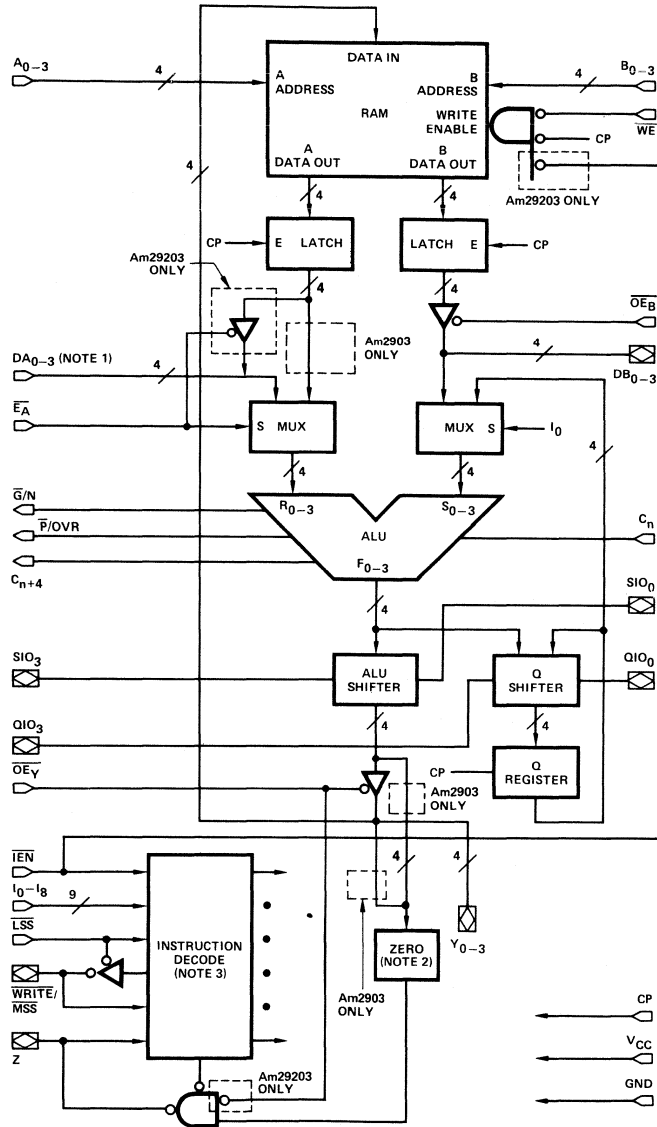 DATA IN
A0–3
4
A
ADDRESS
B
ADDRESS
4
B0–3
RAM
WRITE
ENABLE
WE
CP
A
DATA OUT
B
DATA OUT
4
Am29203 ONLY
4
4
CP
E LATCH
LATCH E
CP
Am29203
ONLY
4
4
OEB
Am2903
ONLY
DA0–3 (NOTE 1)
4
4
DB0–3
EA
S MUX
MUX S
I0
4
4
4
G/N
R0–3
S0–3
P/OVR
ALU
Cn
Cn+4
F0–3
4
SIO0
SIO3
ALU
SHIFTER
Q
SHIFTER
QIO0
QIO3
4
4
OEY
CP
Q
REGISTER
Am2903
ONLY
IEN
4
4
I0–I8
9
LSS
INSTRUCTION
DECODE
(NOTE 3)
ZERO
(NOTE 2)
Y0–3
WRITE/
MSS
Am2903
ONLY
CP
Z
VCC
Am29203
ONLY
GND